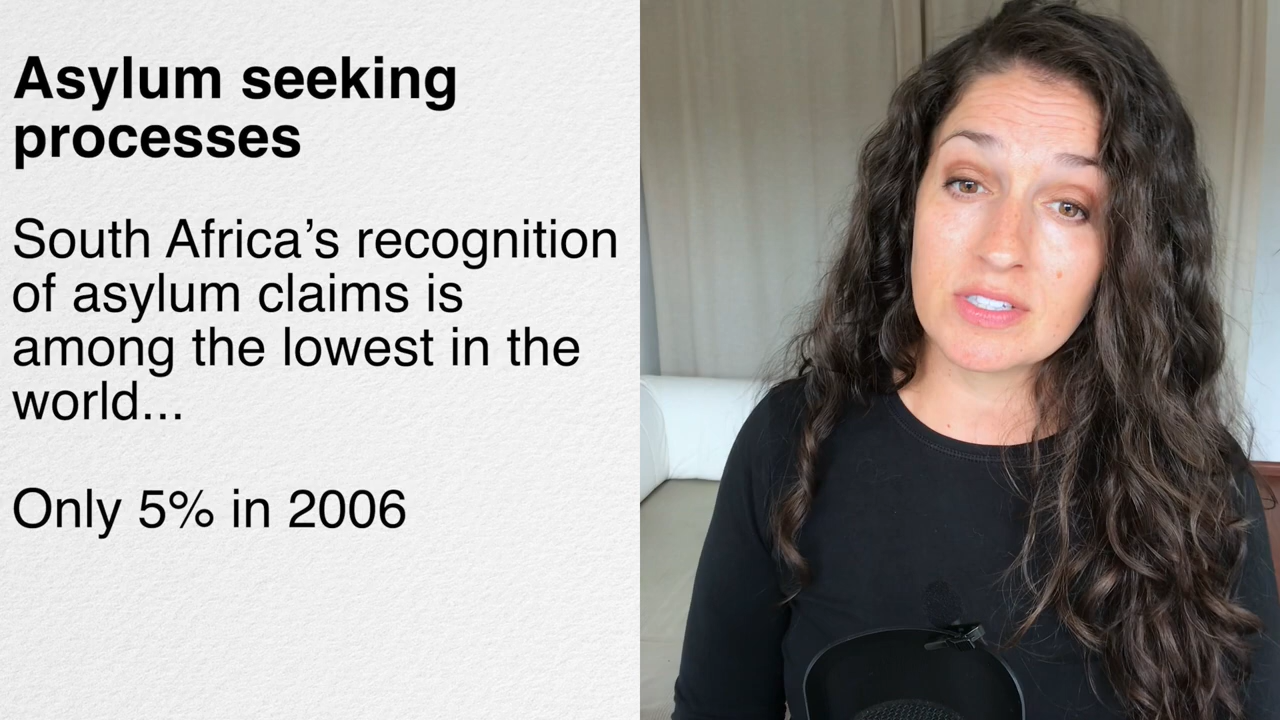 Asylum seeking
processes
South Africa’s recognition
of asylum claims is
among the lowest in the
world...
Only 5% in 2006